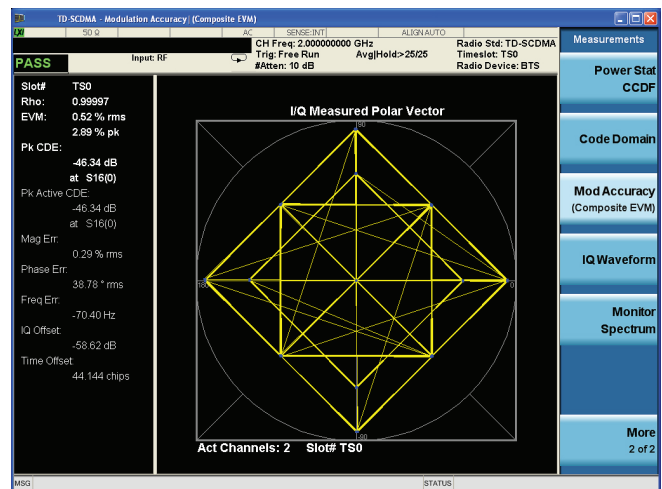 TD-SCDMA - Modulation Accuracy (Composite EVM)
LXI 50 Ω AC SENSE:INT ALIGN AUTO
CH Freq: 2.000000000 GHz Radio Std: TD-SCDMA
Input: RF Trig: Free Run Avg|Hold:>25/25 Timeslot: TS0
PASS #Atten: 10 dB Radio Device: BTS
Slot# TS0
Rho: 0.99997
EVM: 0.52 % rms
2.89 % pk
Pk CDE:
-46.34 dB
at S16(0)
Pk Active CDE:
-46.34 dB
at S16(0)
Mag Err:
0.29 % rms
Phase Err:
38.78 ° rms
Freq Err:
-70.40 Hz
IQ Offset:
-58.62 dB
Time Offset:
44.144 chips
I/Q Measured Polar Vector
90
180
0
-90
Act Channels: 2 Slot# TS0
Measurements
Power Stat
CCDF
Code Domain
Mod Accuracy
(Composite EVM)
IQ Waveform
Monitor
Spectrum
More
2 of 2
MSG STATUS